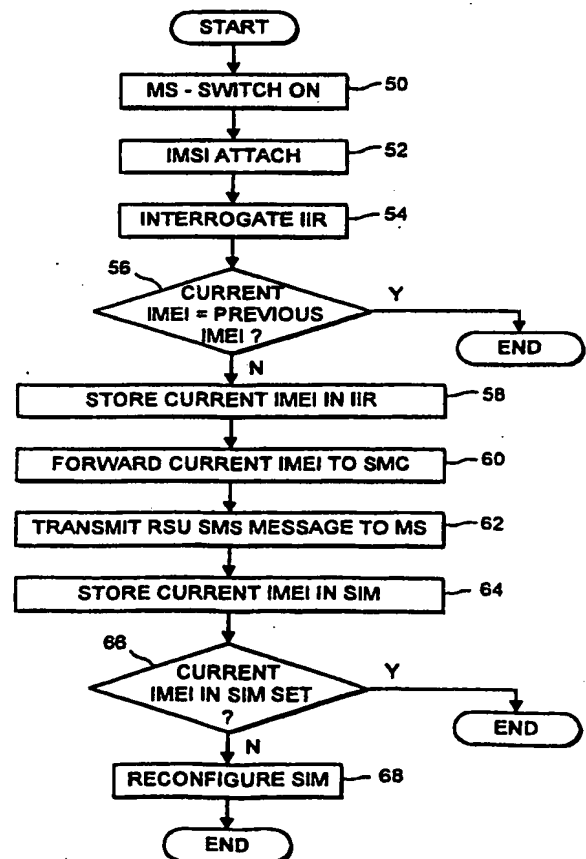 START
MS - SWITCH ON
50
IMSI ATTACH
52
INTERROGATE IIR
54
56
CURRENT
IMEI = PREVIOUS
IMEI ?
Y
END
N
STORE CURRENT IMEI IN IIR
58
FORWARD CURRENT IMEI TO SMC
60
TRANSMIT RSU SMS MESSAGE TO MS
62
STORE CURRENT IMEI IN SIM
64
66
CURRENT
IMEI IN SIM SET
?
Y
END
N
RECONFIGURE SIM
68
END